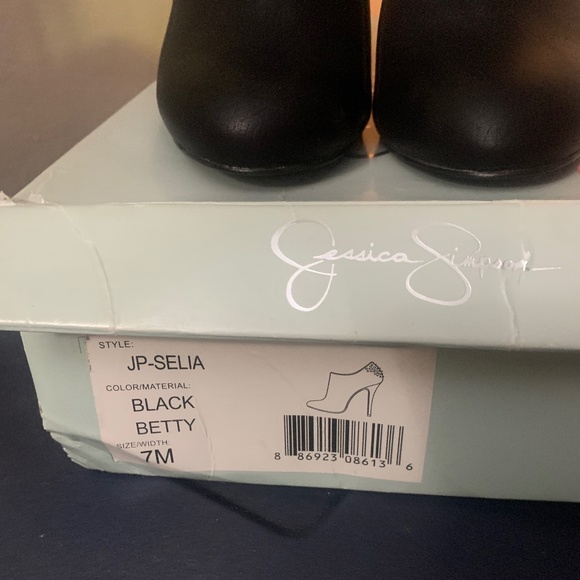 Jessica Simpson
STYLE:
JP-SELIA
COLOR/MATERIAL:
BLACK
BETTY
SIZE/WIDTH:
7M
8 86923 08613 6